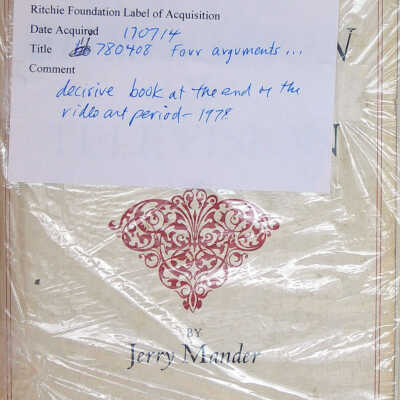 Ritchie Foundation Label of Acquisition
Date Acquired 170714
Title 780408 Four arguments...
Comment
decisive book at the end of the
video art period - 1978
N
N
BY
Jerry Mander